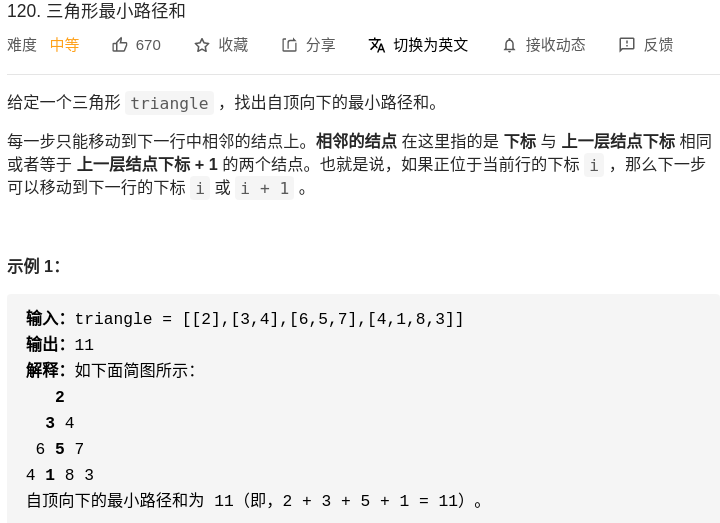 120. 三角形最小路径和
难度 中等 670 收藏 分享 切换为英文 接收动态 反馈
给定一个三角形 triangle ，找出自顶向下的最小路径和。
每一步只能移动到下一行中相邻的结点上。相邻的结点 在这里指的是 下标 与 上一层结点下标 相同
或者等于 上一层结点下标 + 1 的两个结点。也就是说，如果正位于当前行的下标 i ，那么下一步
可以移动到下一行的下标 i 或 i + 1 。
示例 1：
输入：triangle = [[2],[3,4],[6,5,7],[4,1,8,3]]
输出：11
解释：如下面简图所示：
2
3 4
6 5 7
4 1 8 3
自顶向下的最小路径和为 11（即，2 + 3 + 5 + 1 = 11）。